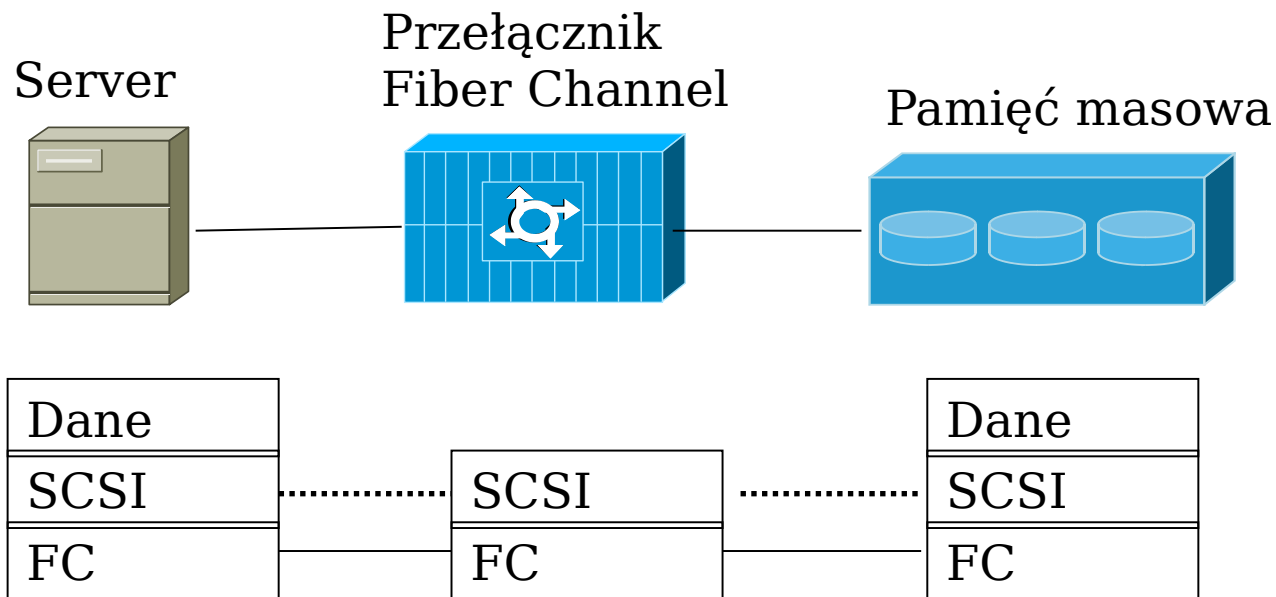 Server
Przełącznik
Fiber Channel
Pamięć masowa
Dane
SCSI
FC
SCSI
FC
Dane
SCSI
FC